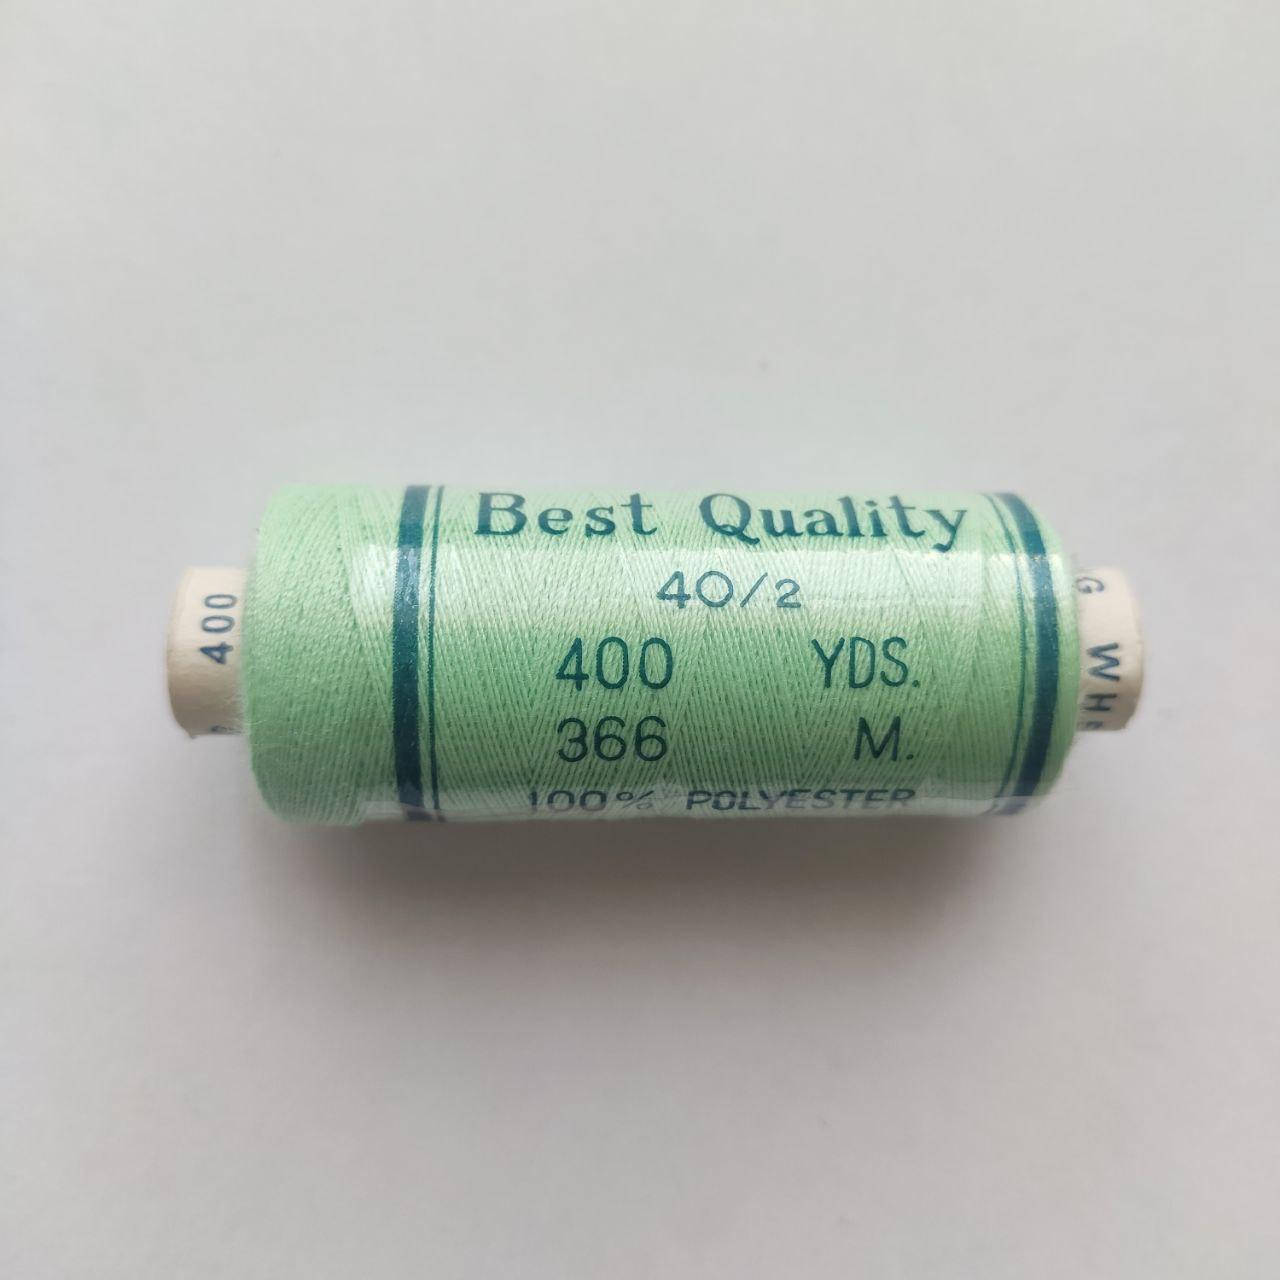 Best Quality
40/2
400 YDS.
366 M.
100% POLYESTER
400